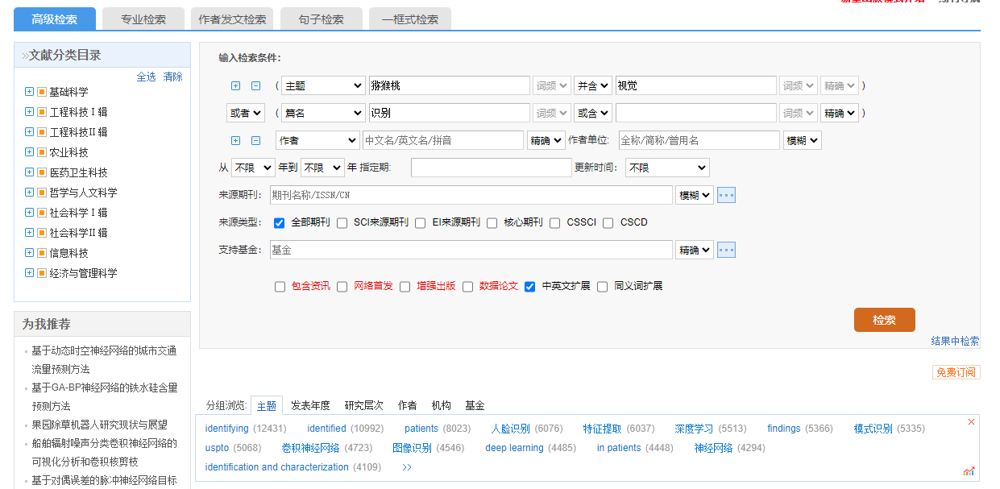 高级检索 专业检索 作者发文检索 句子检索 一框式检索
文献分类目录
全选 清除
基础科学
工程科技Ⅰ辑
工程科技Ⅱ辑
农业科技
医药卫生科技
哲学与人文科学
社会科学Ⅰ辑
社会科学Ⅱ辑
信息科技
经济与管理科学
为我推荐
基于动态时空神经网络的城市交通
流量预测方法
基于GA-BP神经网络的铁水硅含量
预测方法
果园除草机器人研究现状与展望
船舶辐射噪声分类卷积神经网络的
可视化分析和卷积核剪枝
基于对偶误差的脉冲神经网络目标
输入检索条件:
( 主题 猕猴桃 词频 并含 视觉 词频 精确 )
或者 ( 篇名 识别 词频 或含 词频 精确 )
作者 中文名/英文名/拼音 精确 作者单位: 全称/简称/曾用名 模糊
从 不限 年到 不限 年 指定期: 更新时间: 不限
来源期刊: 期刊名称/ISSN/CN 模糊
来源类型: 全部期刊 SCI来源期刊 EI来源期刊 核心期刊 CSSCI CSCD
支持基金: 基金 精确
包含资讯 网络首发 增强出版 数据论文 中英文扩展 同义词扩展
检索
结果中检索
免费订阅
分组浏览: 主题 发表年度 研究层次 作者 机构 基金
identifying (12431) identified (10992) patients (8023) 人脸识别 (6076) 特征提取 (6037) 深度学习 (5513) findings (5366) 模式识别 (5335)
uspto (5068) 卷积神经网络 (4723) 图像识别 (4546) deep learning (4485) in patients (4448) 神经网络 (4294)
identification and characterization (4109) >>